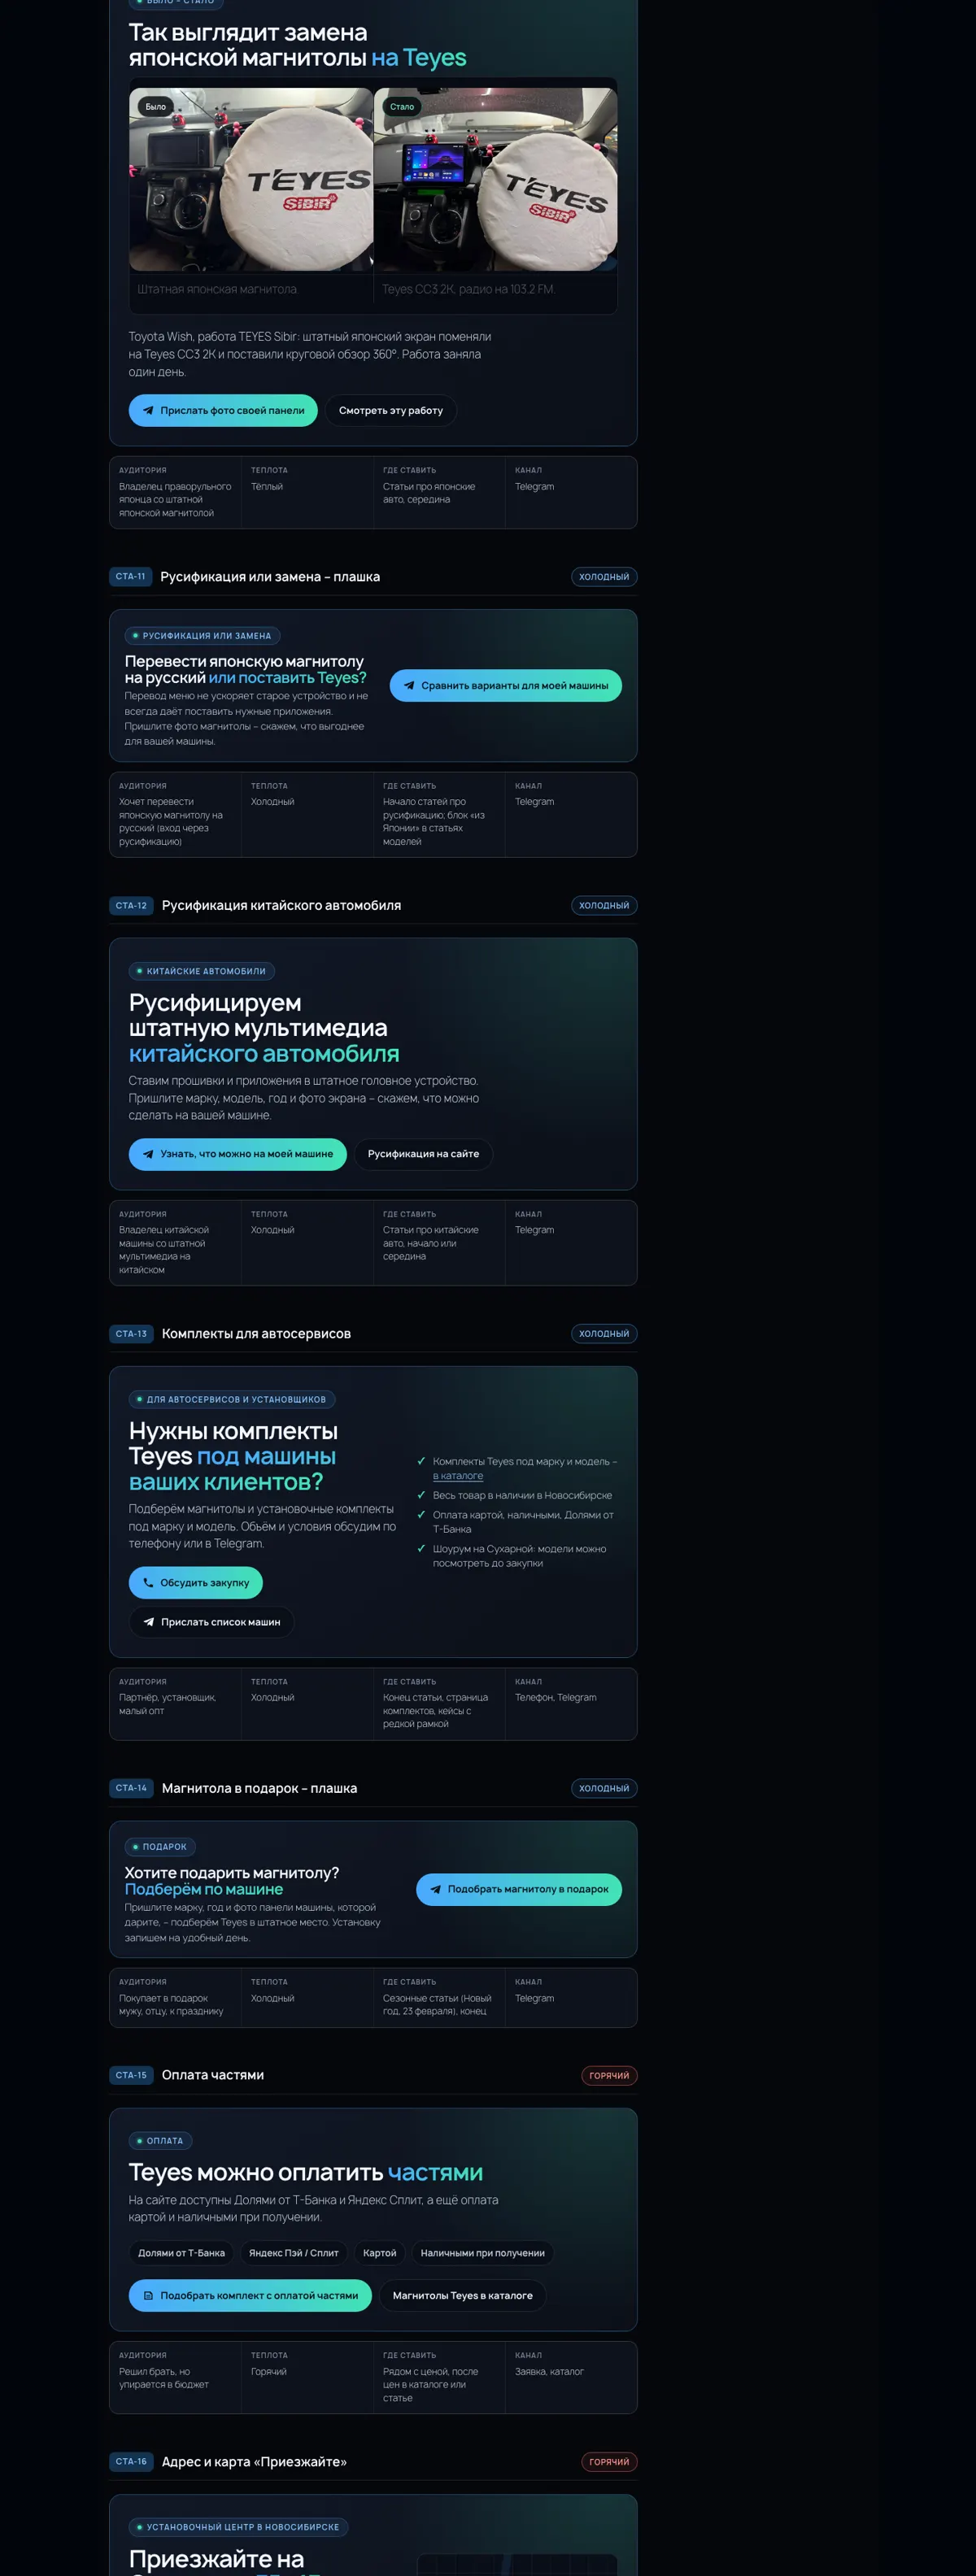 БЫЛО – СТАЛО
Так выглядит замена
японской магнитолы на Teyes
Было
Стало
TEYES
SIBIR
TEYES
SIBIR
Штатная японская магнитола.
Teyes CC3 2K, радио на 103.2 FM.
Toyota Wish, работа TEYES Sibir: штатный японский экран поменяли
на Teyes CC3 2K и поставили круговой обзор 360°. Работа заняла
один день.
Прислать фото своей панели
Смотреть эту работу
АУДИТОРИЯ
Владелец праворульного
японца со штатной
японской магнитолой
ТЕПЛОТА
Тёплый
ГДЕ СТАВИТЬ
Статьи про японские
авто, середина
КАНАЛ
Telegram
CTA-11
Русификация или замена – плашка
ХОЛОДНЫЙ
РУСИФИКАЦИЯ ИЛИ ЗАМЕНА
Перевести японскую магнитолу
на русский или поставить Teyes?
Перевод меню не ускоряет старое устройство и не
всегда даёт поставить нужные приложения.
Пришлите фото магнитолы – скажем, что выгоднее
для вашей машины.
Сравнить варианты для моей машины
АУДИТОРИЯ
Хочет перевести
японскую магнитолу на
русский (вход через
русификацию)
ТЕПЛОТА
Холодный
ГДЕ СТАВИТЬ
Начало статей про
русификацию; блок «из
Японии» в статьях
моделей
КАНАЛ
Telegram
CTA-12
Русификация китайского автомобиля
ХОЛОДНЫЙ
КИТАЙСКИЕ АВТОМОБИЛИ
Русифицируем
штатную мультимедиа
китайского автомобиля
Ставим прошивки и приложения в штатное головное устройство.
Пришлите марку, модель, год и фото экрана – скажем, что можно
сделать на вашей машине.
Узнать, что можно на моей машине
Русификация на сайте
АУДИТОРИЯ
Владелец китайской
машины со штатной
мультимедиа на
китайском
ТЕПЛОТА
Холодный
ГДЕ СТАВИТЬ
Статьи про китайские
авто, начало или
середина
КАНАЛ
Telegram
CTA-13
Комплекты для автосервисов
ХОЛОДНЫЙ
ДЛЯ АВТОСЕРВИСОВ И УСТАНОВЩИКОВ
Нужны комплекты
Teyes под машины
ваших клиентов?
Подберём магнитолы и установочные комплекты
под марку и модель. Объём и условия обсудим по
телефону или в Telegram.
Обсудить закупку
Прислать список машин
✓ Комплекты Teyes под марку и модель –
в каталоге
✓ Весь товар в наличии в Новосибирске
✓ Оплата картой, наличными, Долями от
Т-Банка
✓ Шоурум на Сухарной: модели можно
посмотреть до закупки
АУДИТОРИЯ
Партнёр, установщик,
малый опт
ТЕПЛОТА
Холодный
ГДЕ СТАВИТЬ
Конец статьи, страница
комплектов, кейсы с
редкой рамкой
КАНАЛ
Телефон, Telegram
CTA-14
Магнитола в подарок – плашка
ХОЛОДНЫЙ
ПОДАРОК
Хотите подарить магнитолу?
Подберём по машине
Пришлите марку, год и фото панели машины, которой
дарите, – подберём Teyes в штатное место. Установку
запишем на удобный день.
Подобрать магнитолу в подарок
АУДИТОРИЯ
Покупает в подарок
мужу, отцу, к празднику
ТЕПЛОТА
Холодный
ГДЕ СТАВИТЬ
Сезонные статьи (Новый
год, 23 февраля), конец
КАНАЛ
Telegram
CTA-15
Оплата частями
ГОРЯЧИЙ
ОПЛАТА
Teyes можно оплатить частями
На сайте доступны Долями от Т-Банка и Яндекс Сплит, а ещё оплата
картой и наличными при получении.
Долями от Т-Банка
Яндекс Пэй / Сплит
Картой
Наличными при получении
Подобрать комплект с оплатой частями
Магнитолы Teyes в каталоге
АУДИТОРИЯ
Решил брать, но
упирается в бюджет
ТЕПЛОТА
Горячий
ГДЕ СТАВИТЬ
Рядом с ценой, после
цен в каталоге или
статье
КАНАЛ
Заявка, каталог
CTA-16
Адрес и карта «Приезжайте»
ГОРЯЧИЙ
УСТАНОВОЧНЫЙ ЦЕНТР В НОВОСИБИРСКЕ
Приезжайте на